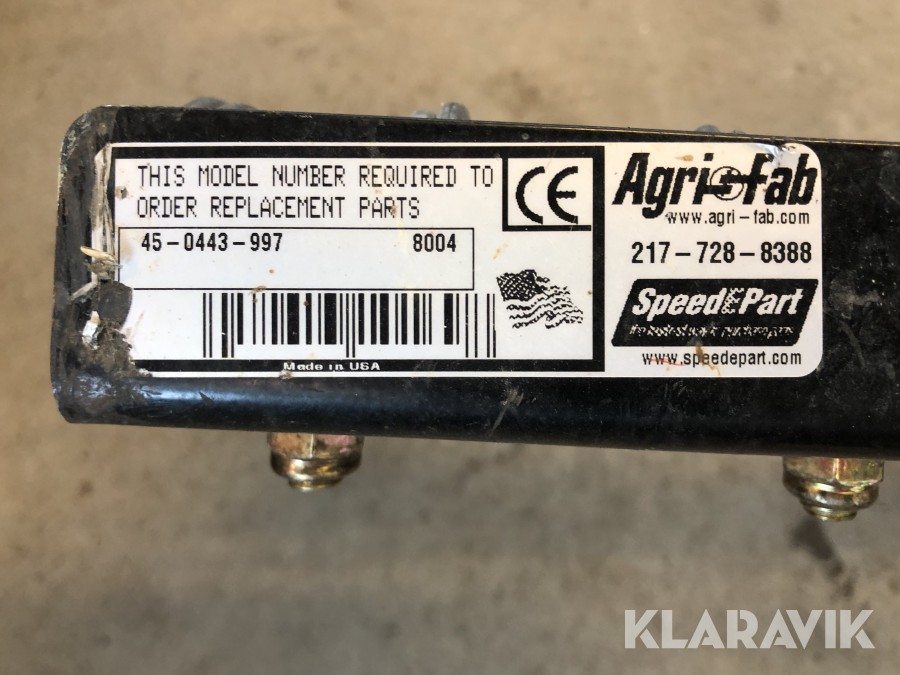 THIS MODEL NUMBER REQUIRED TO
ORDER REPLACEMENT PARTS
45-0443-997 8004
Made in USA
CE
Agri-Fab
www.agri-fab.com
217-728-8388
SpeedEPart
www.speedepart.com
KLARAVIK